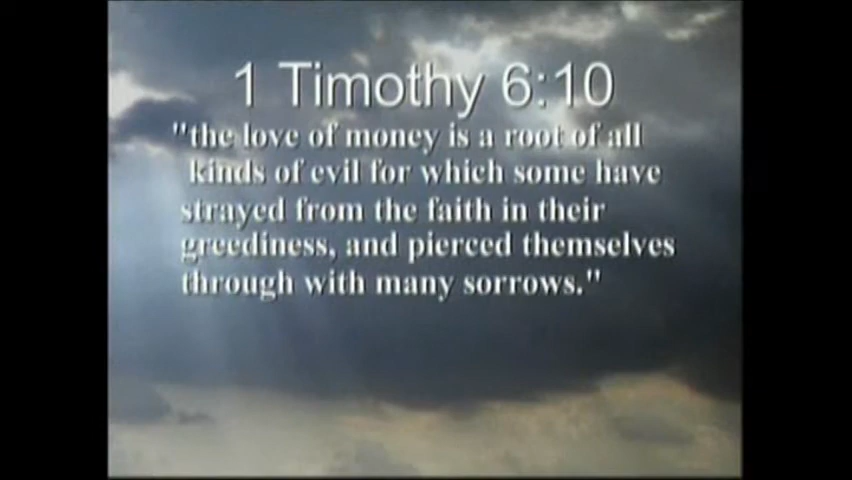 1 Timothy 6:10
"the love of money is a root of all
kinds of evil for which some have
strayed from the faith in their
greediness, and pierced themselves
through with many sorrows."